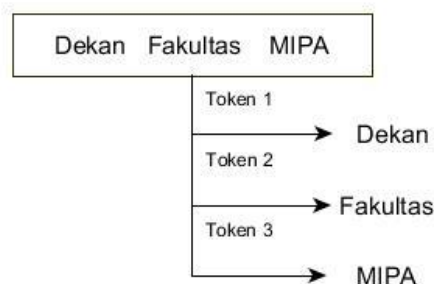 Dekan Fakultas MIPA
Token 1
Dekan
Token 2
Fakultas
Token 3
MIPA